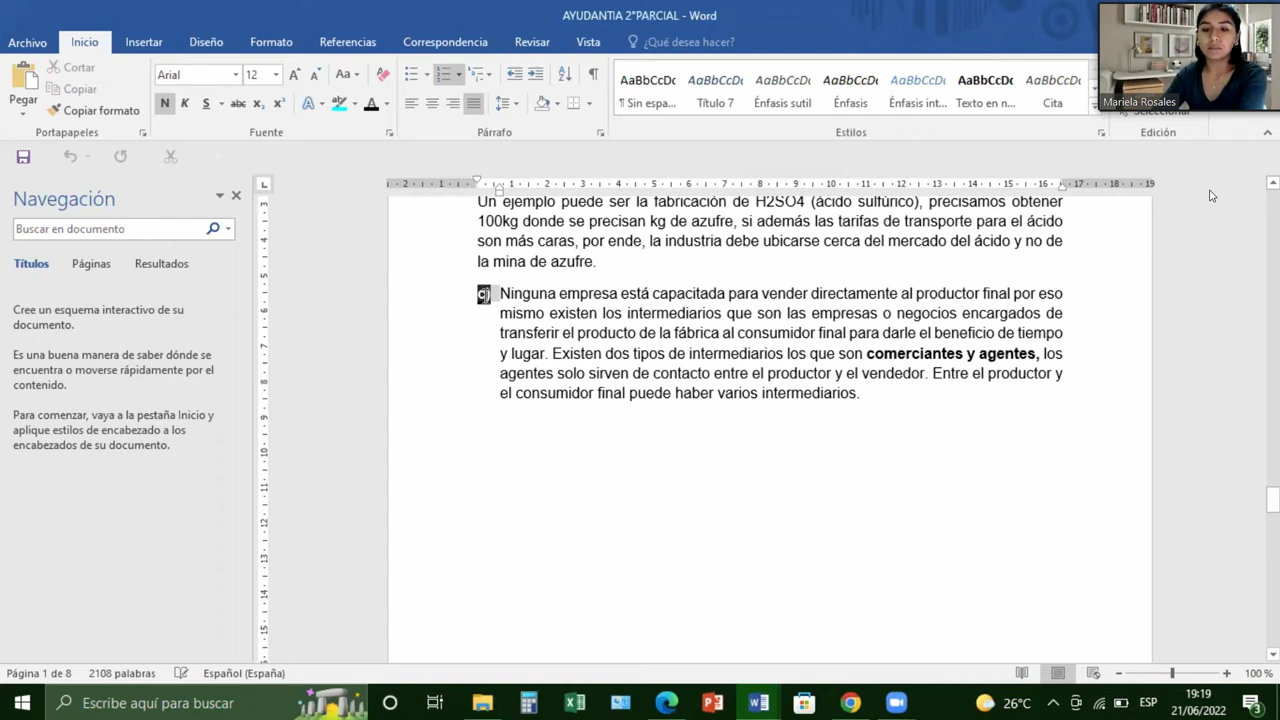 AYUDANTIA 2°PARCIAL - Word
Archivo Inicio Insertar Diseño Formato Referencias Correspondencia Revisar Vista ¿Qué desea hacer?
Mariela Rosales
Pegar
Cortar
Copiar
Copiar formato
Portapapeles
Arial 12
Fuente
Párrafo
AaBbCcDc AaBbCcDc AaBbCcDc AaBbCcDc AaBbCcDc AaBbCcDc AaBbCcDc
¶ Sin espa... Título 7 Énfasis sutil Énfasis Énfasis int... Texto en n... Cita
Estilos
Seleccionar
Edición
Navegación
Buscar en documento
Títulos Páginas Resultados
Cree un esquema interactivo de su
documento.
Es una buena manera de saber dónde se
encuentra o moverse rápidamente por el
contenido.
Para comenzar, vaya a la pestaña Inicio y
aplique estilos de encabezado a los
encabezados de su documento.
Un ejemplo puede ser la fabricación de H2SO4 (ácido sulfúrico), precisamos obtener
100kg donde se precisan kg de azufre, si además las tarifas de transporte para el ácido
son más caras, por ende, la industria debe ubicarse cerca del mercado del ácido y no de
la mina de azufre.
c) Ninguna empresa está capacitada para vender directamente al productor final por eso
mismo existen los intermediarios que son las empresas o negocios encargados de
transferir el producto de la fábrica al consumidor final para darle el beneficio de tiempo
y lugar. Existen dos tipos de intermediarios los que son comerciantes y agentes, los
agentes solo sirven de contacto entre el productor y el vendedor. Entre el productor y
el consumidor final puede haber varios intermediarios.
Página 1 de 8 2108 palabras Español (España) 100 %
Escribe aquí para buscar
26°C ESP
19:19
21/06/2022